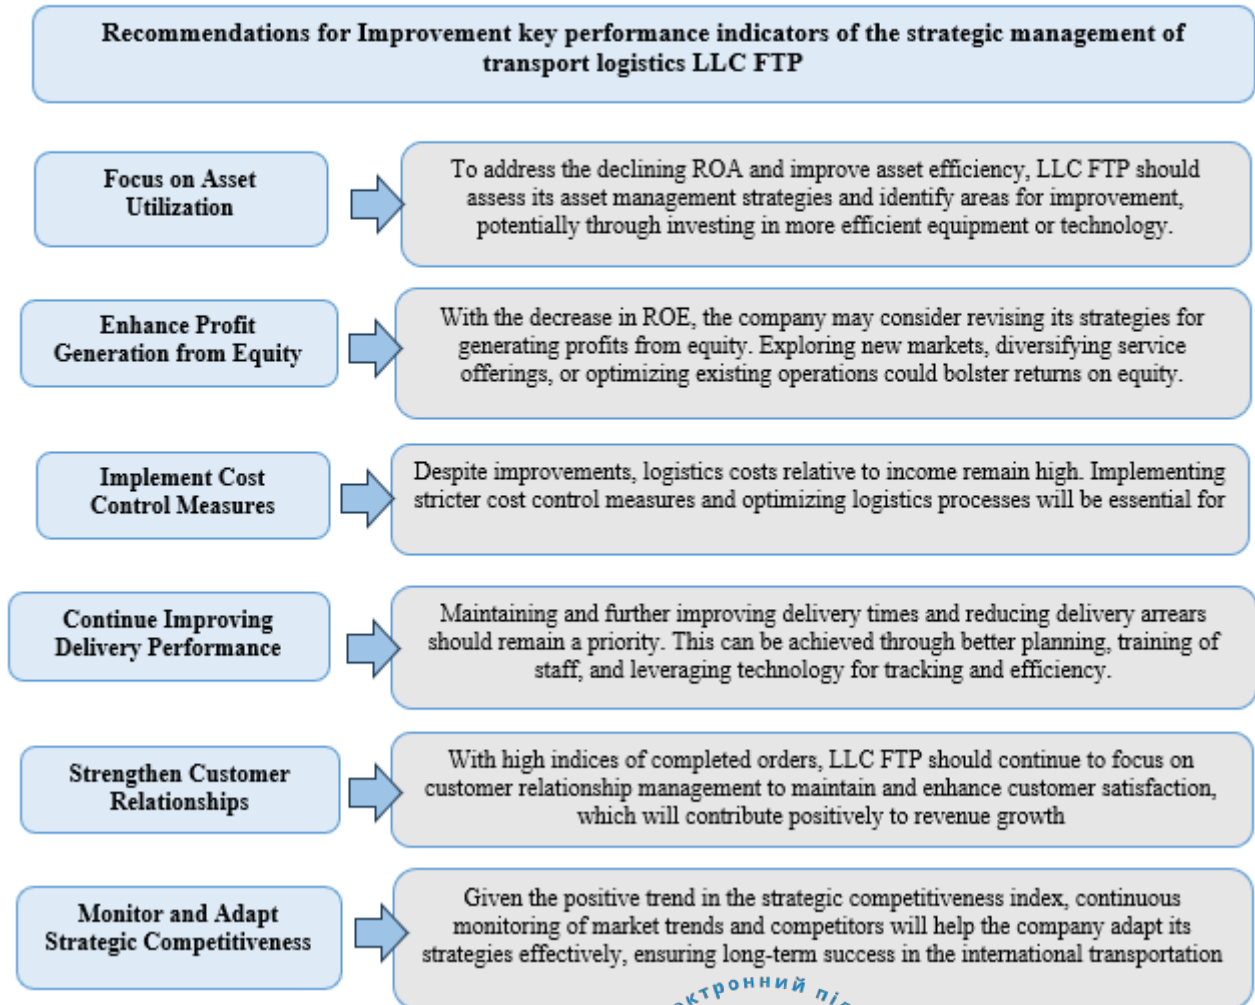 Recommendations for Improvement key performance indicators of the strategic management of
transport logistics LLC FTP
Focus on Asset
Utilization
To address the declining ROA and improve asset efficiency, LLC FTP should
assess its asset management strategies and identify areas for improvement,
potentially through investing in more efficient equipment or technology.
Enhance Profit
Generation from Equity
With the decrease in ROE, the company may consider revising its strategies for
generating profits from equity. Exploring new markets, diversifying service
offerings, or optimizing existing operations could bolster returns on equity.
Implement Cost
Control Measures
Despite improvements, logistics costs relative to income remain high. Implementing
stricter cost control measures and optimizing logistics processes will be essential for
Continue Improving
Delivery Performance
Maintaining and further improving delivery times and reducing delivery arrears
should remain a priority. This can be achieved through better planning, training of
staff, and leveraging technology for tracking and efficiency.
Strengthen Customer
Relationships
With high indices of completed orders, LLC FTP should continue to focus on
customer relationship management to maintain and enhance customer satisfaction,
which will contribute positively to revenue growth
Monitor and Adapt
Strategic Competitiveness
Given the positive trend in the strategic competitiveness index, continuous
monitoring of market trends and competitors will help the company adapt its
strategies effectively, ensuring long-term success in the international transportation